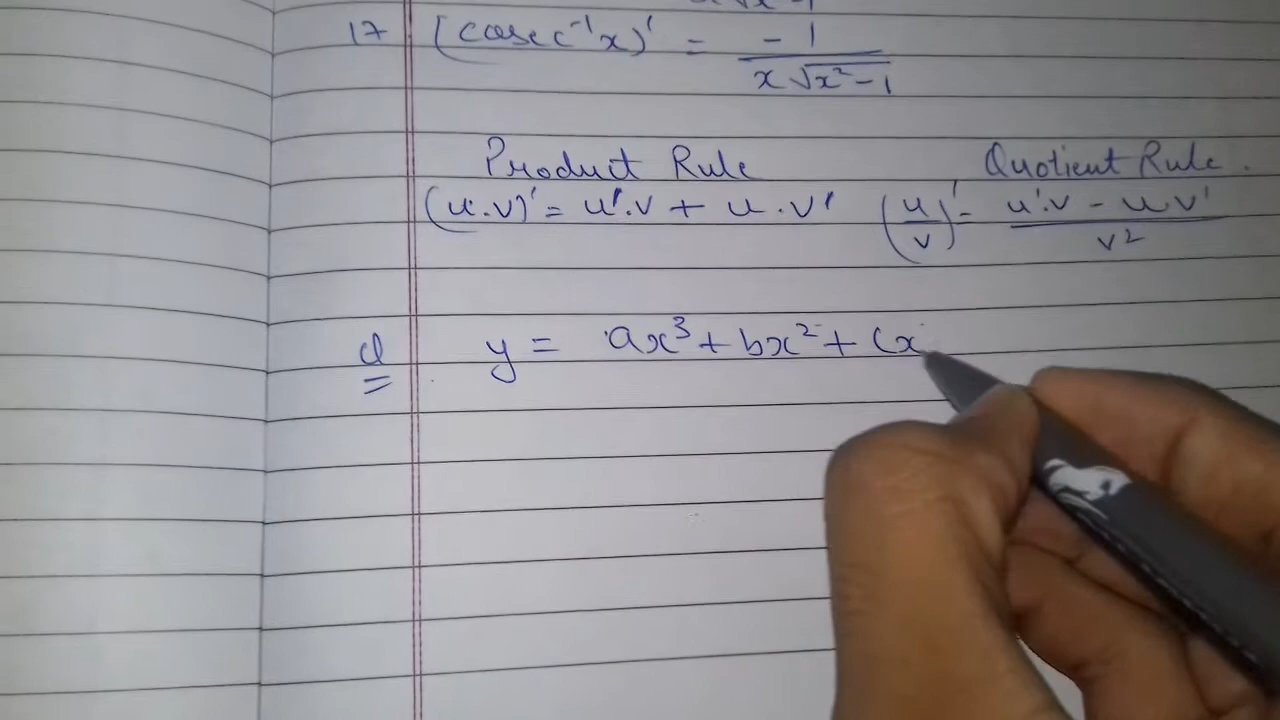 17 (cosec⁻¹x)' = -1 / x√x²-1
Product Rule Quotient Rule.
(u.v)' = u'.v + u.v' (u/v)' = u'.v - u v' / v²
Q y = ax³ + bx² + cx